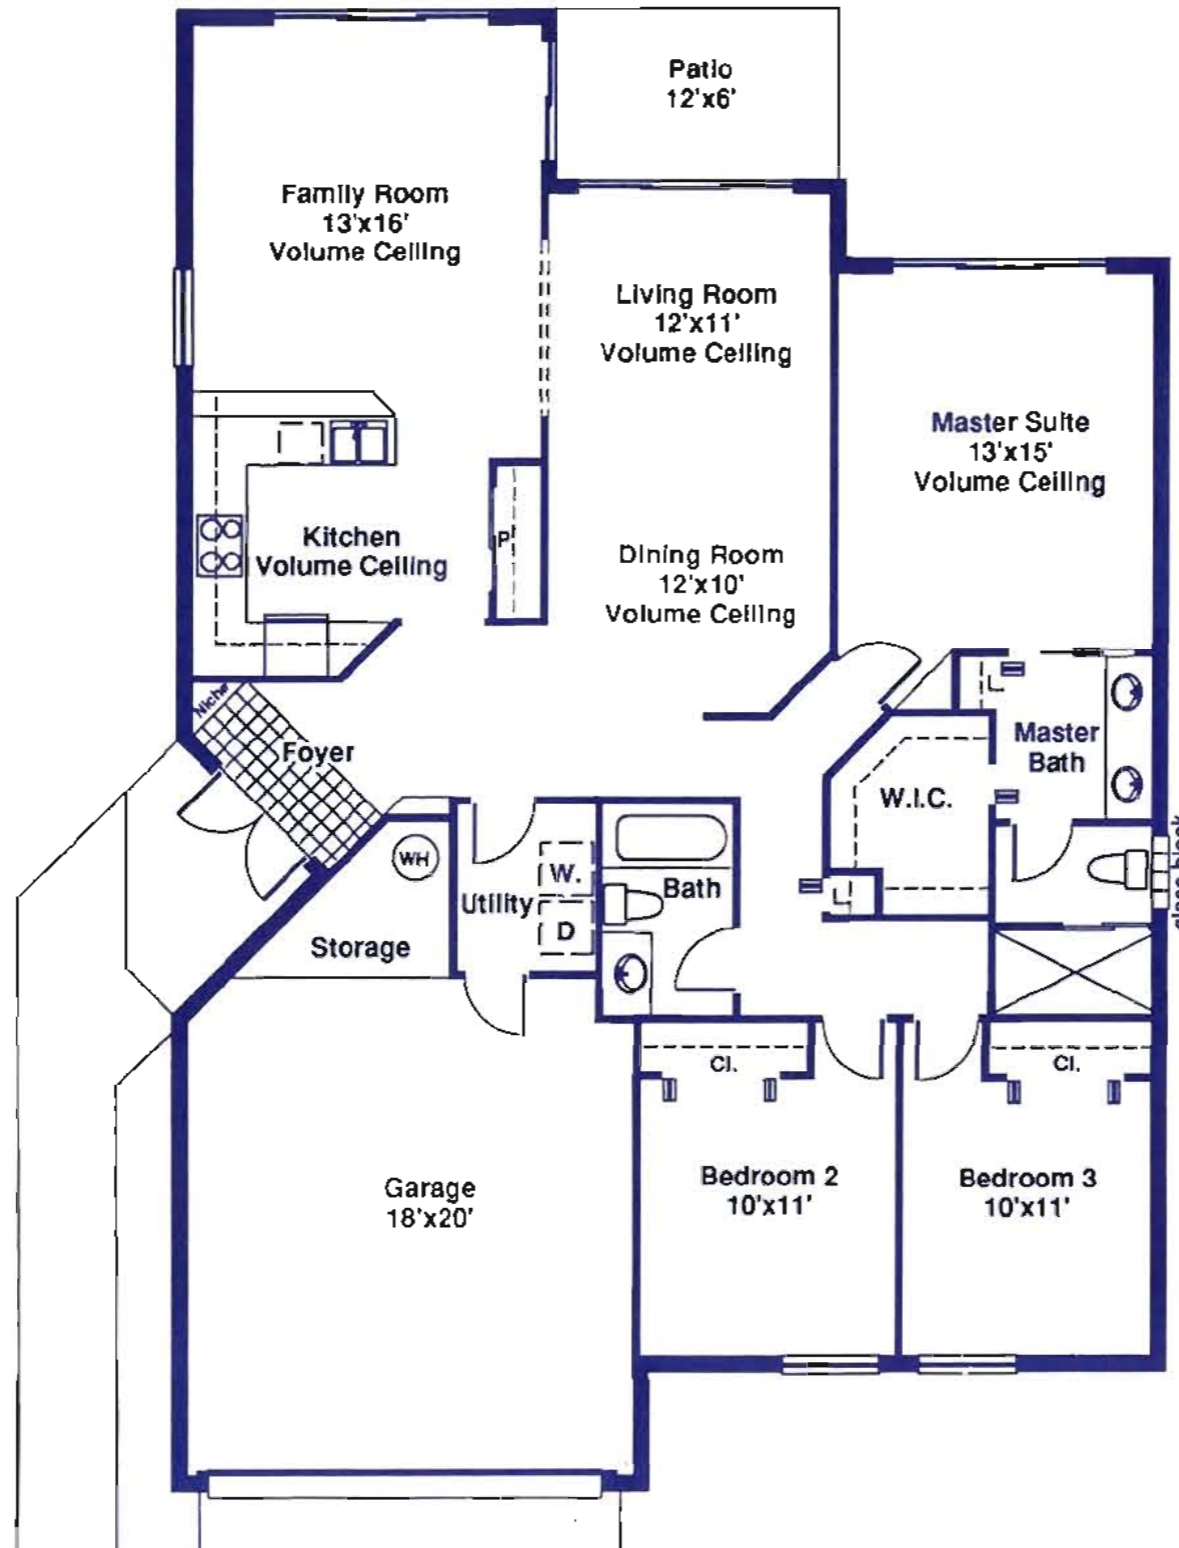 Patio
12'x6'
Family Room
13'x16'
Volume Ceiling
Living Room
12'x11'
Volume Ceiling
Master Suite
13'x15'
Volume Ceiling
Kitchen
Volume Ceiling
P
Dining Room
12'x10'
Volume Ceiling
L
Niche
Foyer
Master
Bath
W.I.C.
WH
Utility
W.
D
Bath
L
glass block
Storage
Cl.
Cl.
Garage
18'x20'
Bedroom 2
10'x11'
Bedroom 3
10'x11'